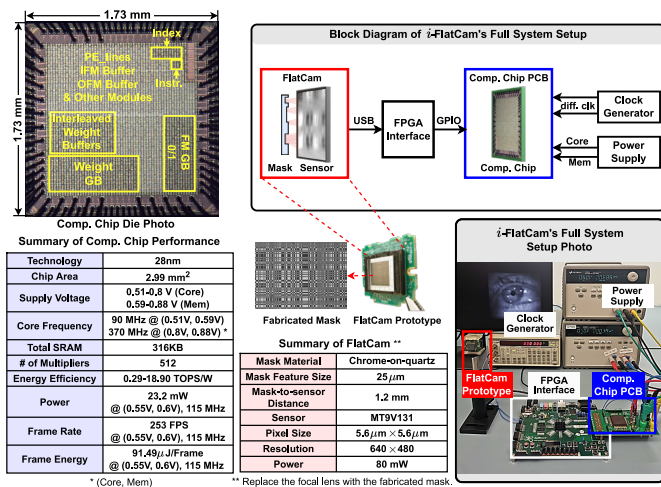 1.73 mm
1.73 mm
Index
PE_lines
IFM Buffer
OFM Buffer
& Other Modules
Instr.
Interleaved
Weight
Buffers
Weight
GB
FM GB
0/1
Comp. Chip Die Photo
Summary of Comp. Chip Performance
Technology 28nm
Chip Area 2.99 mm²
Supply Voltage 0.51-0.8 V (Core)
0.59-0.88 V (Mem)
Core Frequency 90 MHz @ (0.51V, 0.59V)
370 MHz @ (0.8V, 0.88V) *
Total SRAM 316KB
# of Multipliers 512
Energy Efficiency 0.29-18.90 TOPS/W
Power 23.2 mW
@ (0.55V, 0.6V), 115 MHz
Frame Rate 253 FPS
@ (0.55V, 0.6V), 115 MHz
Frame Energy 91.49μJ/Frame
@ (0.55V, 0.6V), 115 MHz
* (Core, Mem)
Block Diagram of i-FlatCam's Full System Setup
FlatCam
Mask Sensor
USB
FPGA
Interface
GPIO
Comp. Chip PCB
Comp. Chip
diff. clk
Clock
Generator
Core
Mem
Power
Supply
Fabricated Mask
FlatCam Prototype
Summary of FlatCam **
Mask Material Chrome-on-quartz
Mask Feature Size 25μm
Mask-to-sensor
Distance 1.2 mm
Sensor MT9V131
Pixel Size 5.6μm×5.6μm
Resolution 640 ×480
Power 80 mW
** Replace the focal lens with the fabricated mask.
i-FlatCam's Full System
Setup Photo
Power
Supply
Clock
Generator
FlatCam
Prototype
FPGA
Interface
Comp.
Chip PCB